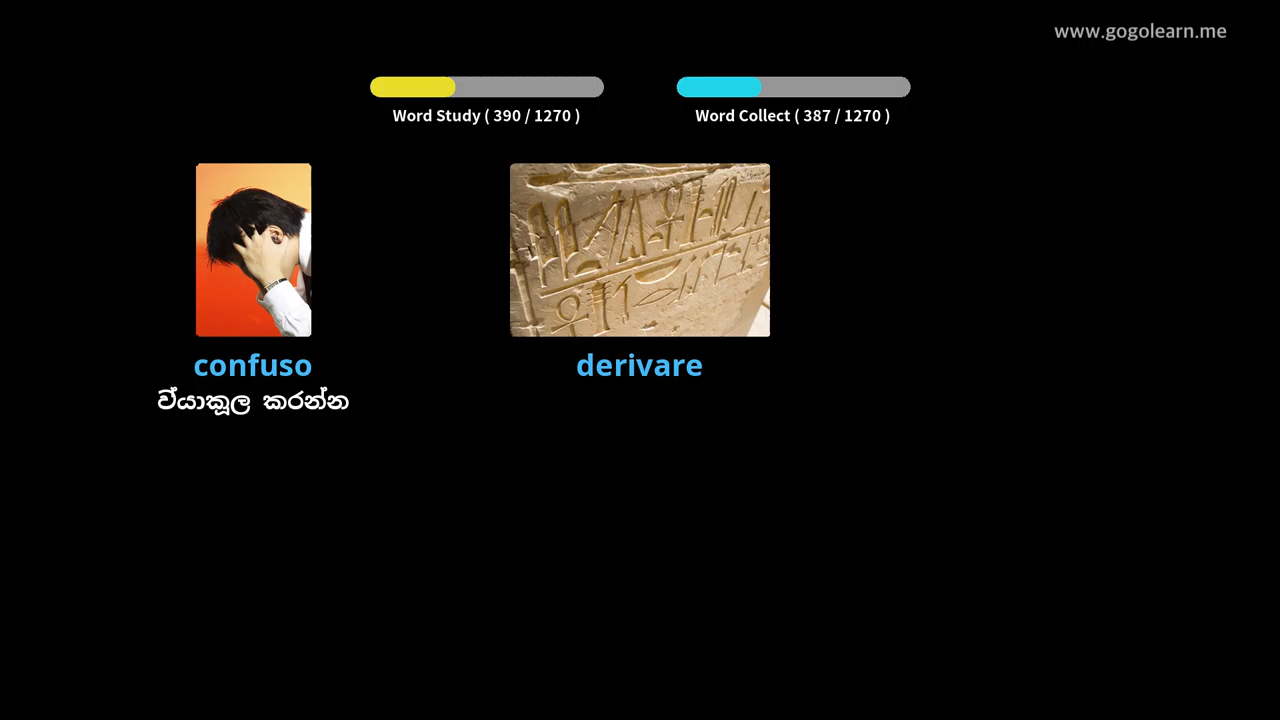 www.gogolearn.me
Word Study ( 390 / 1270 )
Word Collect ( 387 / 1270 )
confuso
derivare
ව්යාකූල කරන්න